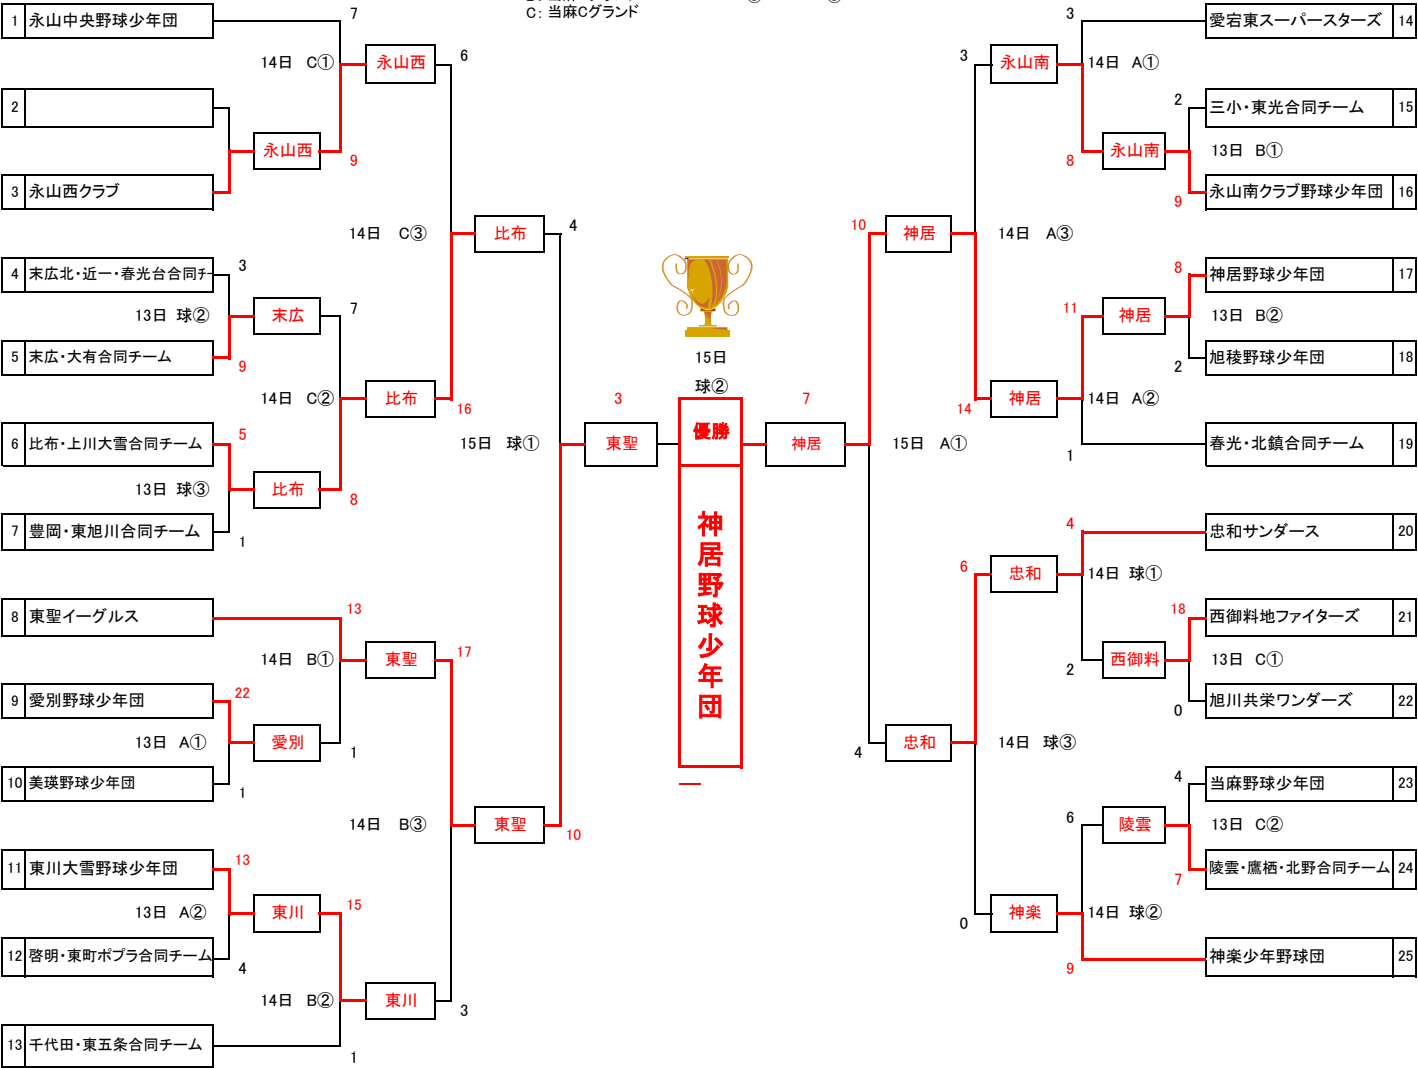 C: 当麻Cグランド
1 永山中央野球少年団
7
14日 C①
永山西
6
2
永山西
9
3 永山西クラブ
14日 C③
比布
4
4 末広北・近一・春光台合同チー
3
13日 球②
末広
7
5 末広・大有合同チーム
9
14日 C②
比布
16
6 比布・上川大雪合同チーム
5
13日 球③
比布
8
7 豊岡・東旭川合同チーム
1
15日 球①
東聖
3
8 東聖イーグルス
13
14日 B①
東聖
17
9 愛別野球少年団
22
13日 A①
愛別
1
10 美瑛野球少年団
1
14日 B③
東聖
10
11 東川大雪野球少年団
13
13日 A②
東川
15
12 啓明・東町ポプラ合同チーム
4
14日 B②
東川
3
13 千代田・東五条合同チーム
1
15日
球②
優勝
神居野球少年団
7
神居
15日 A①
3
愛宕東スーパースターズ 14
3
永山南
14日 A①
2
三小・東光合同チーム 15
永山南
13日 B①
8
9
永山南クラブ野球少年団 16
10
神居
14日 A③
8
神居野球少年団 17
11
神居
13日 B②
2
旭稜野球少年団 18
14
神居
14日 A②
1
春光・北鎮合同チーム 19
4
忠和サンダース 20
6
忠和
14日 球①
18
西御料地ファイターズ 21
2
西御料
13日 C①
0
旭川共栄ワンダーズ 22
4
忠和
14日 球③
4
当麻野球少年団 23
6
陵雲
13日 C②
7
陵雲・鷹栖・北野合同チーム 24
0
神楽
14日 球②
9
神楽少年野球団 25